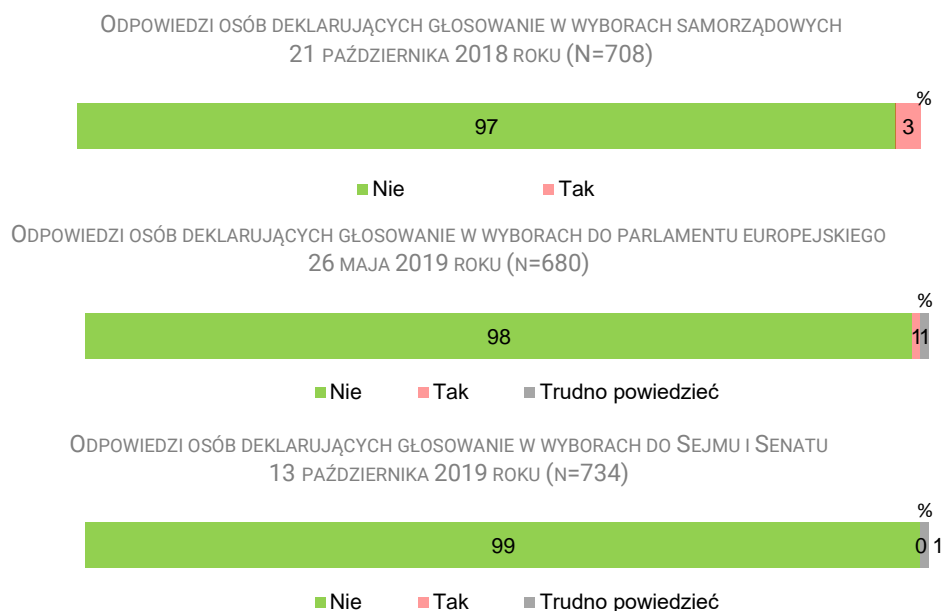 ODPOWIEDZI OSÓB DEKLARUJĄCYCH GŁOSOWANIE W WYBORACH SAMORZĄDOWYCH
21 PAŹDZIERNIKA 2018 ROKU (N=708)
%
97 3
Nie Tak
ODPOWIEDZI OSÓB DEKLARUJĄCYCH GŁOSOWANIE W WYBORACH DO PARLAMENTU EUROPEJSKIEGO
26 MAJA 2019 ROKU (N=680)
%
98 1 1
Nie Tak Trudno powiedzieć
ODPOWIEDZI OSÓB DEKLARUJĄCYCH GŁOSOWANIE W WYBORACH DO SEJMU I SENATU
13 PAŹDZIERNIKA 2019 ROKU (N=734)
%
99 0 1
Nie Tak Trudno powiedzieć